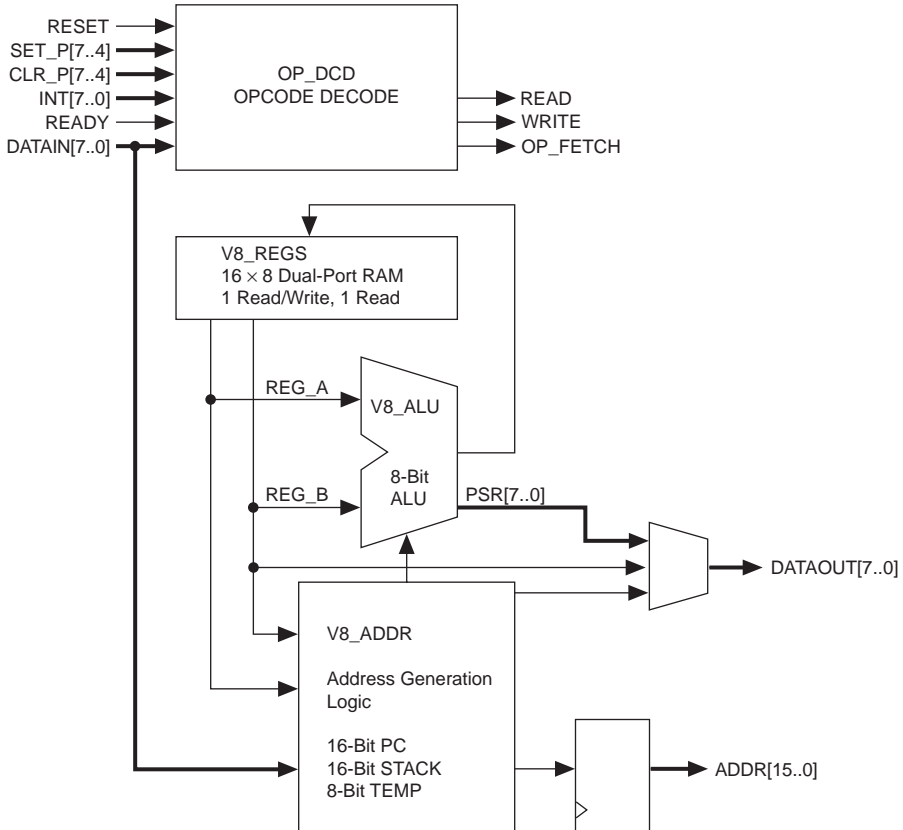 RESET
SET_P[7..4]
CLR_P[7..4]
INT[7..0]
READY
DATAIN[7..0]
OP_DCD
OPCODE DECODE
READ
WRITE
OP_FETCH
V8_REGS
16 × 8 Dual-Port RAM
1 Read/Write, 1 Read
REG_A
V8_ALU
REG_B
8-Bit
ALU
PSR[7..0]
DATAOUT[7..0]
V8_ADDR
Address Generation
Logic
16-Bit PC
16-Bit STACK
8-Bit TEMP
ADDR[15..0]